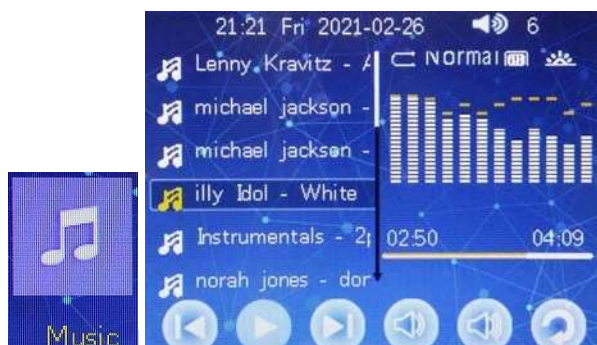 21:21 Fri 2021-02-26 6
Lenny Kravitz - A
Normal
michael jackson -
michael jackson -
illy Idol - White
Instrumentals - 2
02:50 04:09
norah jones - dor
Music